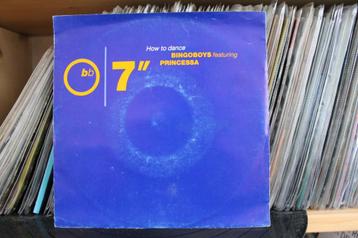 How to dance
BINGOBOYS featuring
PRINCESSA
bb
7"